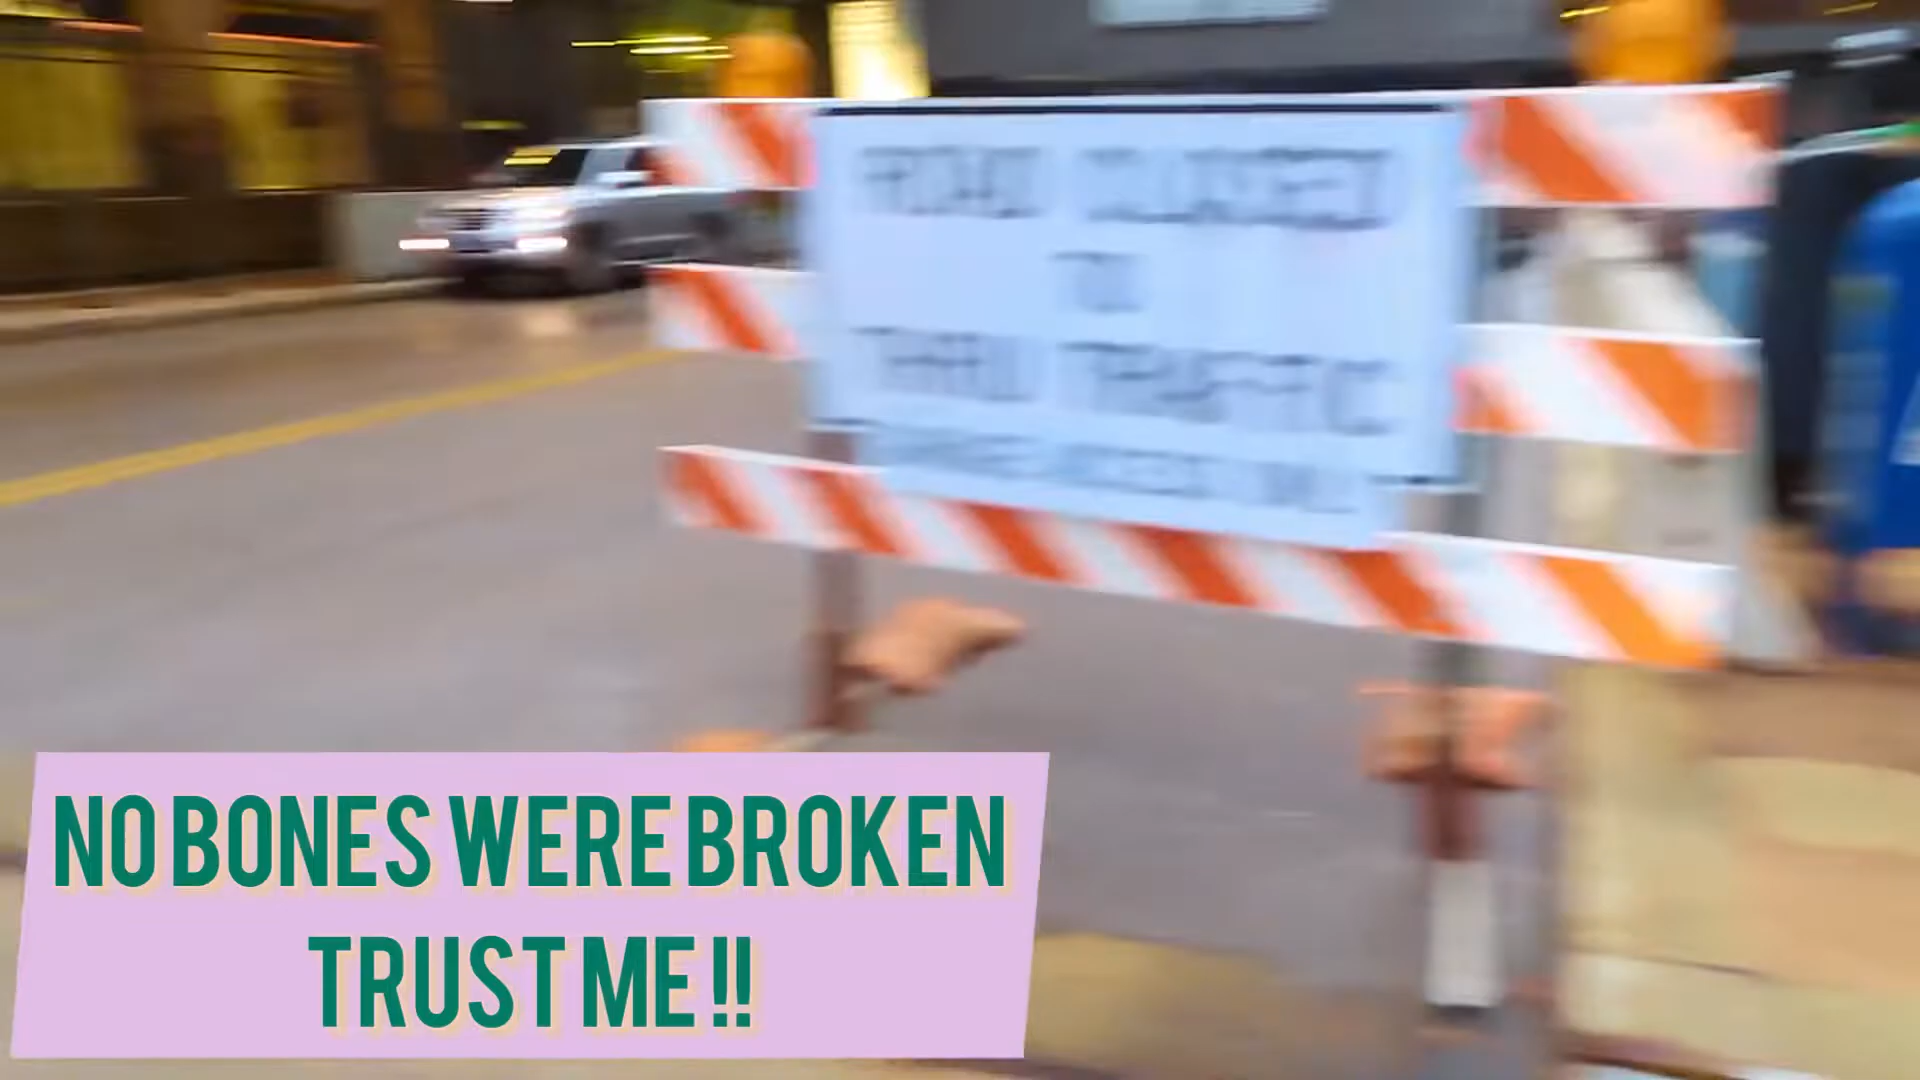 ROAD CLOSED
TO
THRU TRAFFIC
NO BONES WERE BROKEN
TRUST ME !!